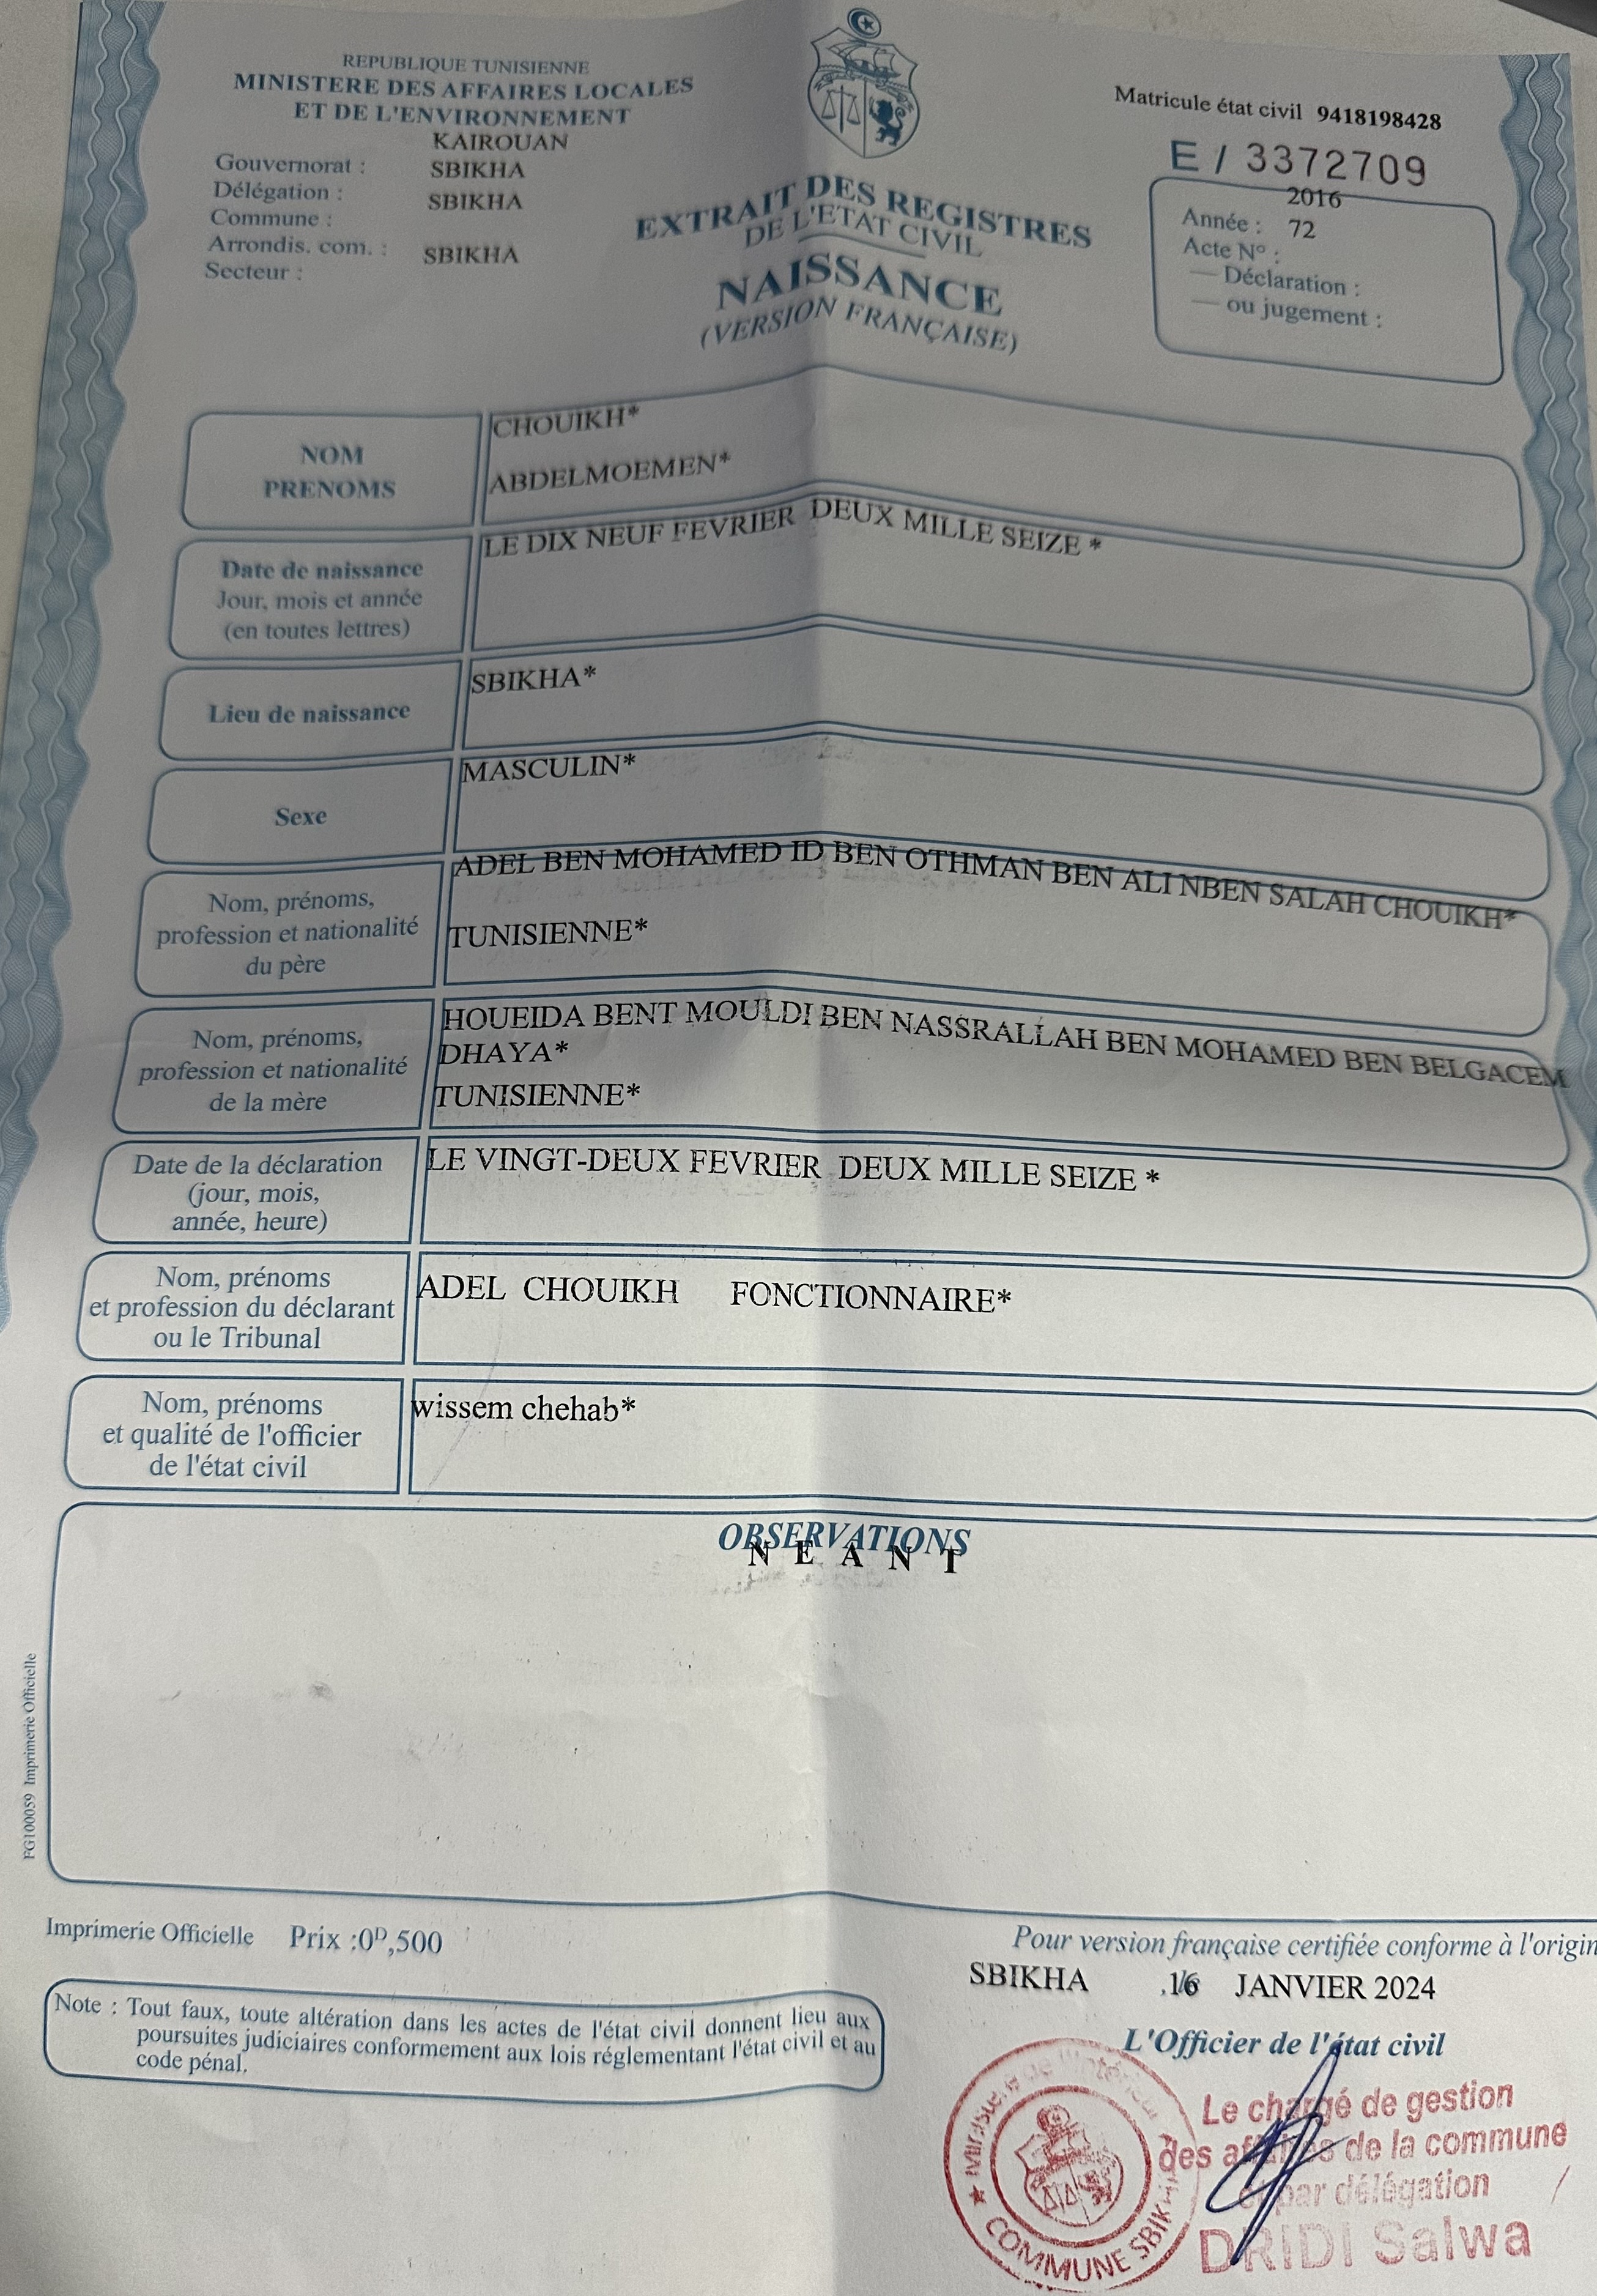 REPUBLIQUE TUNISIENNE
MINISTERE DES AFFAIRES LOCALES
ET DE L'ENVIRONNEMENT
KAIROUAN
Gouvernorat : SBIKHA
Délégation : SBIKHA
Commune :
Arrondis. com. : SBIKHA
Secteur :
EXTRAIT DES REGISTRES
DE L'ETAT CIVIL
NAISSANCE
(VERSION FRANÇAISE)
Matricule état civil 9418198428
E / 3372709
2016
Année : 72
Acte Nº :
— Déclaration :
— ou jugement :
NOM
PRENOMS
CHOUIKH*
ABDELMOEMEN*
Date de naissance
Jour, mois et année
(en toutes lettres)
LE DIX NEUF FEVRIER DEUX MILLE SEIZE *
Lieu de naissance
SBIKHA*
Sexe
MASCULIN*
Nom, prénoms,
profession et nationalité
du père
ADEL BEN MOHAMED ID BEN OTHMAN BEN ALI NBEN SALAH CHOUIKH*
TUNISIENNE*
Nom, prénoms,
profession et nationalité
de la mère
HOUEIDA BENT MOULDI BEN NASSRALLAH BEN MOHAMED BEN BELGACEM
DHAYA*
TUNISIENNE*
Date de la déclaration
(jour, mois,
année, heure)
LE VINGT-DEUX FEVRIER DEUX MILLE SEIZE *
Nom, prénoms
et profession du déclarant
ou le Tribunal
ADEL CHOUIKH FONCTIONNAIRE*
Nom, prénoms
et qualité de l'officier
de l'état civil
wissem chehab*
OBSERVATIONS
N E A N T
FG100059 Imprimerie Officielle
Imprimerie Officielle Prix :0ᴰ,500
Note : Tout faux, toute altération dans les actes de l'état civil donnent lieu aux
poursuites judiciaires conformement aux lois réglementant l'état civil et au
code pénal.
Pour version française certifiée conforme à l'origin
SBIKHA 16 JANVIER 2024
L'Officier de l'état civil
Le chargé de gestion
des affaires de la commune
et par délégation
DRIDI Salwa
COMMUNE SBIKHA